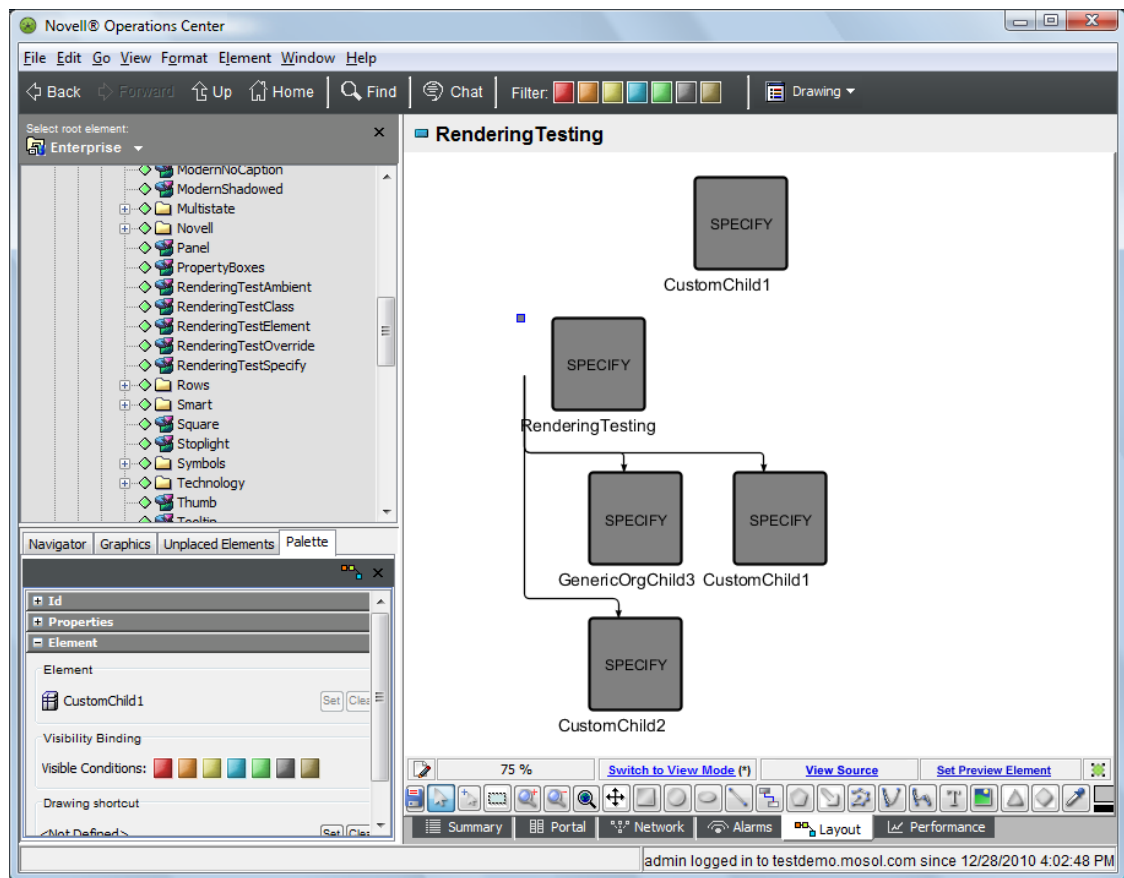 Novell® Operations Center
File Edit Go View Format Element Window Help
Back Forward Up Home Find Chat Filter: Drawing
Select root element:
Enterprise
ModernNoCaption
ModernShadowed
Multistate
Novell
Panel
PropertyBoxes
RenderingTestAmbient
RenderingTestClass
RenderingTestElement
RenderingTestOverride
RenderingTestSpecify
Rows
Smart
Square
Stoplight
Symbols
Technology
Thumb
Tooltip
Navigator Graphics Unplaced Elements Palette
Id
Properties
Element
Element
CustomChild1 Set Clea
Visibility Binding
Visible Conditions:
Drawing shortcut
<Not Defined> Set Clea
RenderingTesting
SPECIFY
CustomChild1
SPECIFY
RenderingTesting
SPECIFY SPECIFY
GenericOrgChild3 CustomChild1
SPECIFY
CustomChild2
75 % Switch to View Mode (*) View Source Set Preview Element
T
Summary Portal Network Alarms Layout Performance
admin logged in to testdemo.mosol.com since 12/28/2010 4:02:48 PM